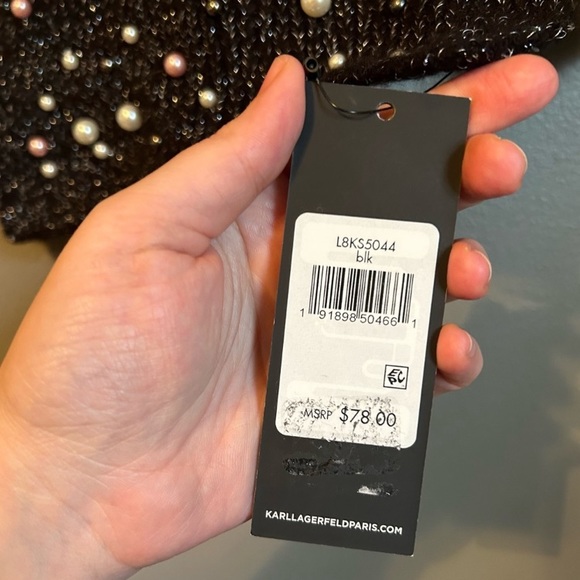 L8KS5044
blk
1 91898 50466 1
MSRP $78.00
KARLLAGERFELDPARIS.COM